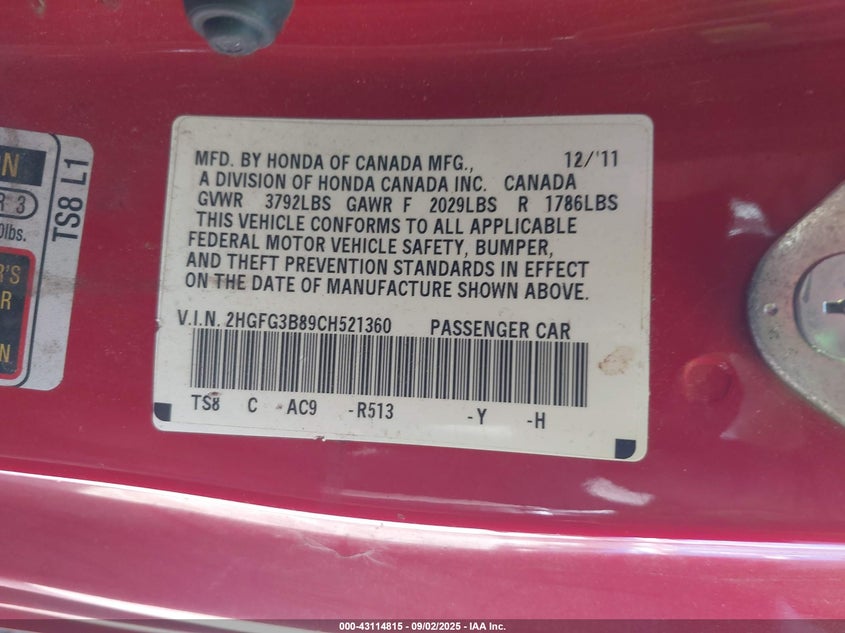 ON
R 3
0lbs.
R'S
R
N
TS8 L1
MFD. BY HONDA OF CANADA MFG., 12/'11
A DIVISION OF HONDA CANADA INC. CANADA
GVWR 3792LBS GAWR F 2029LBS R 1786LBS
THIS VEHICLE CONFORMS TO ALL APPLICABLE
FEDERAL MOTOR VEHICLE SAFETY, BUMPER,
AND THEFT PREVENTION STANDARDS IN EFFECT
ON THE DATE OF MANUFACTURE SHOWN ABOVE.
V.I.N. 2HGFG3B89CH521360 PASSENGER CAR
TS8 C AC9 -R513 -Y -H
000-43114815 - 09/02/2025 - IAA Inc.